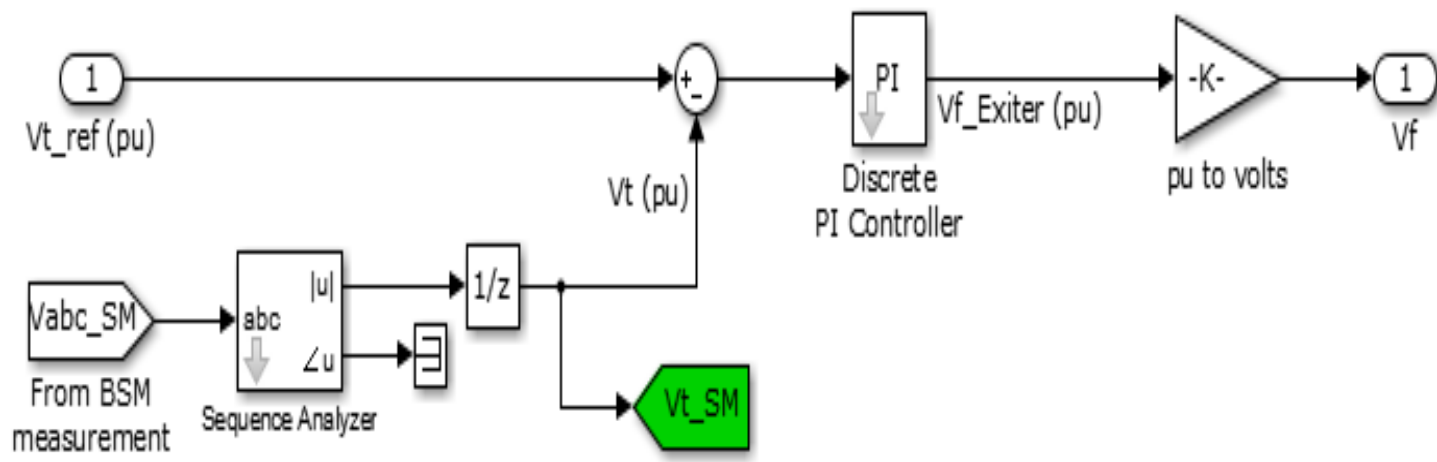 1
Vt_ref (pu)
+
-
PI
Discrete
PI Controller
Vf_Exiter (pu)
-K-
pu to volts
1
Vf
Vt (pu)
Vabc_SM
From BSM
measurement
abc
|u|
∠u
Sequence Analyzer
1/z
Vt_SM